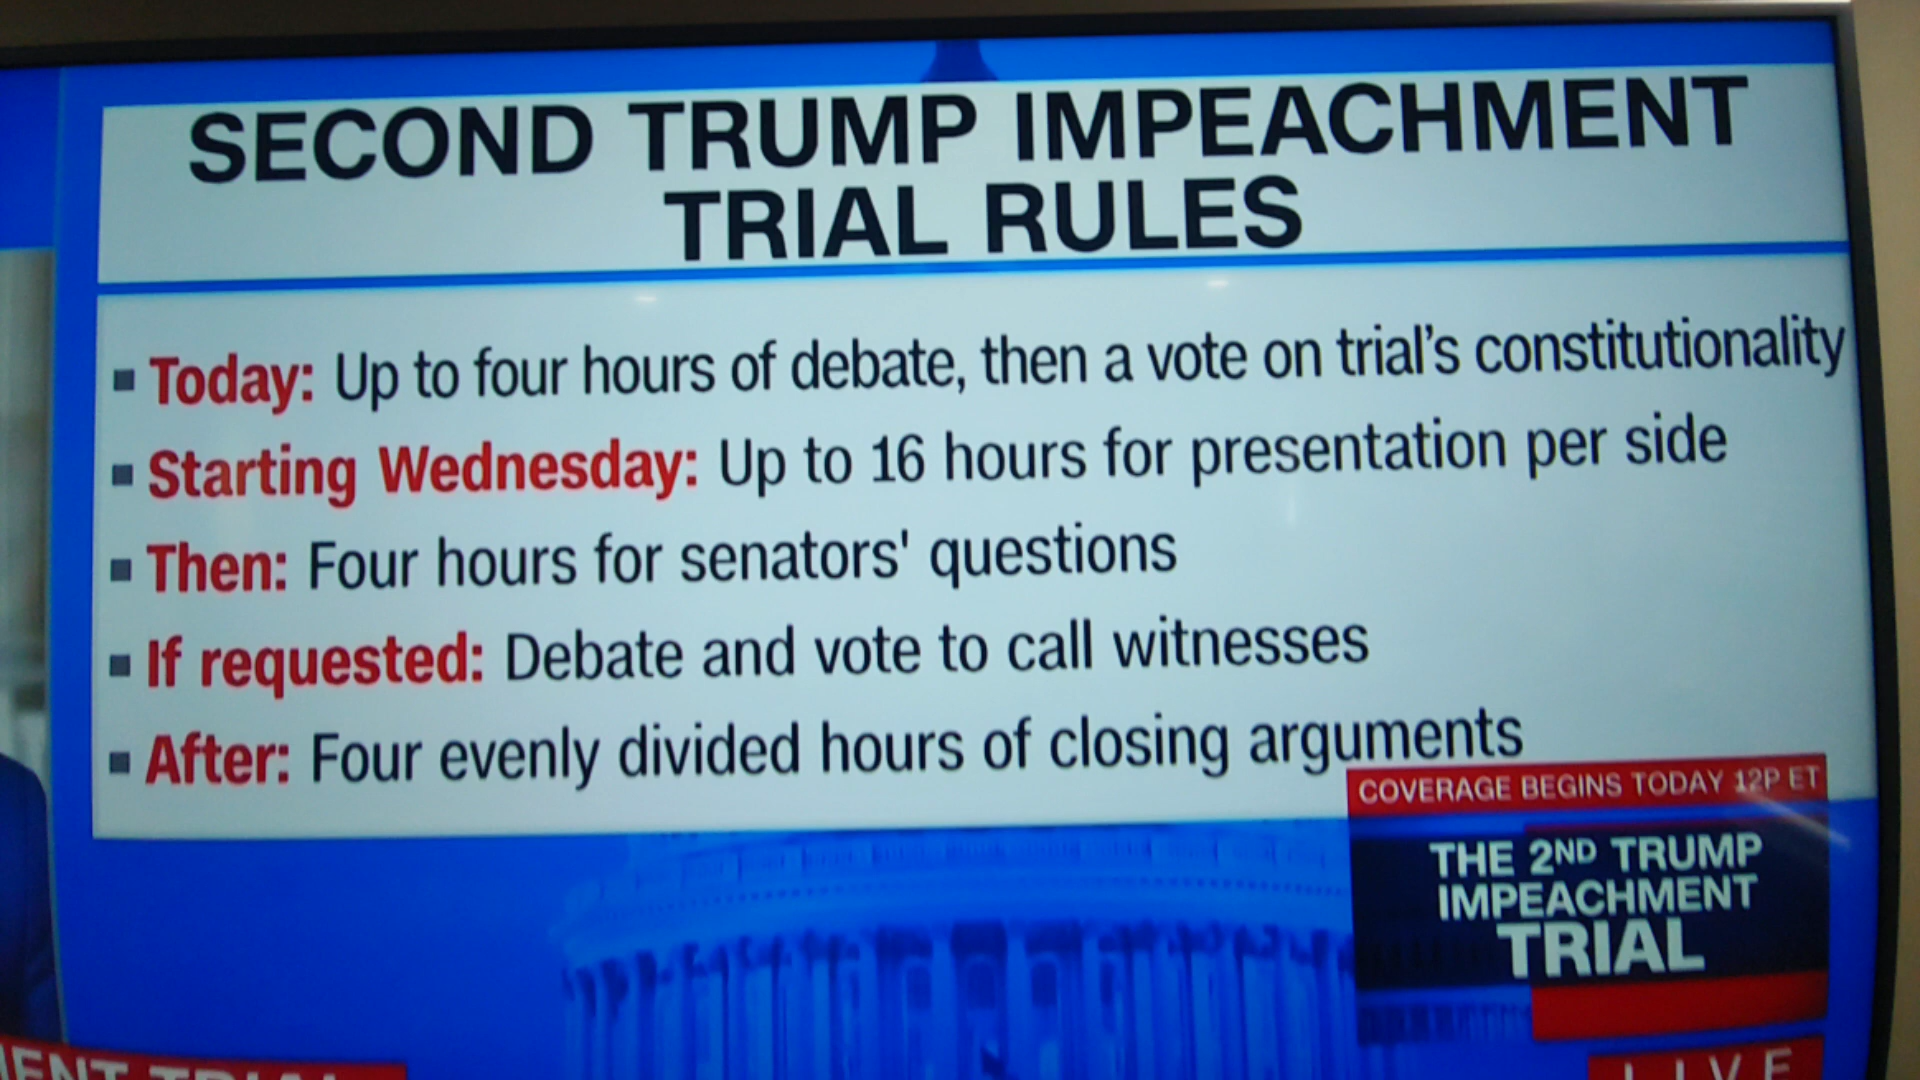 SECOND TRUMP IMPEACHMENT
TRIAL RULES
▪ Today: Up to four hours of debate, then a vote on trial's constitutionality
▪ Starting Wednesday: Up to 16 hours for presentation per side
▪ Then: Four hours for senators' questions
▪ If requested: Debate and vote to call witnesses
▪ After: Four evenly divided hours of closing arguments
COVERAGE BEGINS TODAY 12P ET
THE 2ND TRUMP
IMPEACHMENT
TRIAL
LIVE
MENT TRIAL